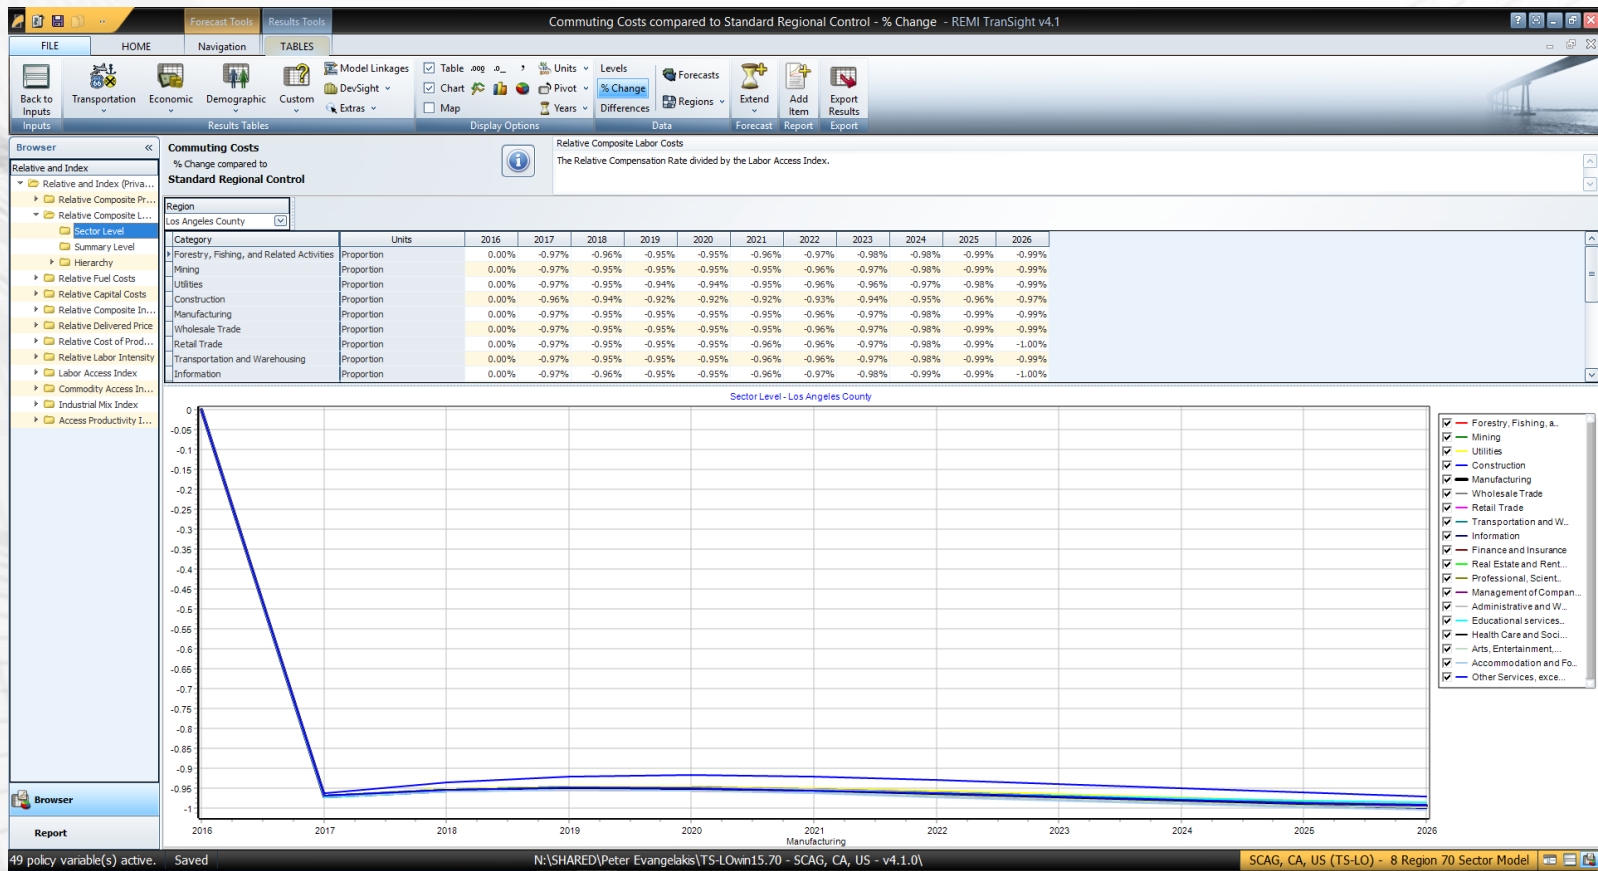 Forecast Tools Results Tools Commuting Costs compared to Standard Regional Control - % Change - REMI TranSight v4.1
FILE HOME Navigation TABLES
Back to Inputs
Transportation
Economic
Demographic
Custom
Model Linkages
DevSight
Extras
Table .000 .0_ , Units
Chart Pivot
Map Years
Levels
% Change
Differences
Forecasts
Regions
Extend
Add Item
Export Results
Inputs Results Tables Display Options Data Forecast Report Export
Browser «
Relative and Index
Relative and Index (Priva...
Relative Composite Pr...
Relative Composite L...
Sector Level
Summary Level
Hierarchy
Relative Fuel Costs
Relative Capital Costs
Relative Composite In...
Relative Delivered Price
Relative Cost of Prod...
Relative Labor Intensity
Labor Access Index
Commodity Access In...
Industrial Mix Index
Access Productivity I...
Browser
Report
Commuting Costs
% Change compared to
Standard Regional Control
Relative Composite Labor Costs
The Relative Compensation Rate divided by the Labor Access Index.
Region
Los Angeles County
Category Units 2016 2017 2018 2019 2020 2021 2022 2023 2024 2025 2026
Forestry, Fishing, and Related Activities Proportion 0.00% -0.97% -0.96% -0.95% -0.95% -0.96% -0.97% -0.98% -0.98% -0.99% -0.99%
Mining Proportion 0.00% -0.97% -0.95% -0.95% -0.95% -0.95% -0.96% -0.97% -0.98% -0.99% -0.99%
Utilities Proportion 0.00% -0.97% -0.95% -0.94% -0.94% -0.95% -0.96% -0.96% -0.97% -0.98% -0.99%
Construction Proportion 0.00% -0.96% -0.94% -0.92% -0.92% -0.92% -0.93% -0.94% -0.95% -0.96% -0.97%
Manufacturing Proportion 0.00% -0.97% -0.95% -0.95% -0.95% -0.95% -0.96% -0.97% -0.98% -0.99% -0.99%
Wholesale Trade Proportion 0.00% -0.97% -0.95% -0.95% -0.95% -0.95% -0.96% -0.97% -0.98% -0.99% -0.99%
Retail Trade Proportion 0.00% -0.97% -0.95% -0.95% -0.95% -0.96% -0.96% -0.97% -0.98% -0.99% -1.00%
Transportation and Warehousing Proportion 0.00% -0.97% -0.95% -0.95% -0.95% -0.96% -0.96% -0.97% -0.98% -0.99% -0.99%
Information Proportion 0.00% -0.97% -0.96% -0.95% -0.95% -0.96% -0.97% -0.98% -0.99% -0.99% -1.00%
Sector Level - Los Angeles County
0
-0.05
-0.1
-0.15
-0.2
-0.25
-0.3
-0.35
-0.4
-0.45
-0.5
-0.55
-0.6
-0.65
-0.7
-0.75
-0.8
-0.85
-0.9
-0.95
-1
2016 2017 2018 2019 2020 2021 2022 2023 2024 2025 2026
Manufacturing
Forestry, Fishing, a..
Mining
Utilities
Construction
Manufacturing
Wholesale Trade
Retail Trade
Transportation and W..
Information
Finance and Insurance
Real Estate and Rent...
Professional, Scient..
Management of Compan...
Administrative and W...
Educational services..
Health Care and Soci...
Arts, Entertainment,...
Accommodation and Fo..
Other Services, exce...
49 policy variable(s) active. Saved N:\SHARED\Peter Evangelakis\TS-LOwin15.70 - SCAG, CA, US - v4.1.0\ SCAG, CA, US (TS-LO) - 8 Region 70 Sector Model